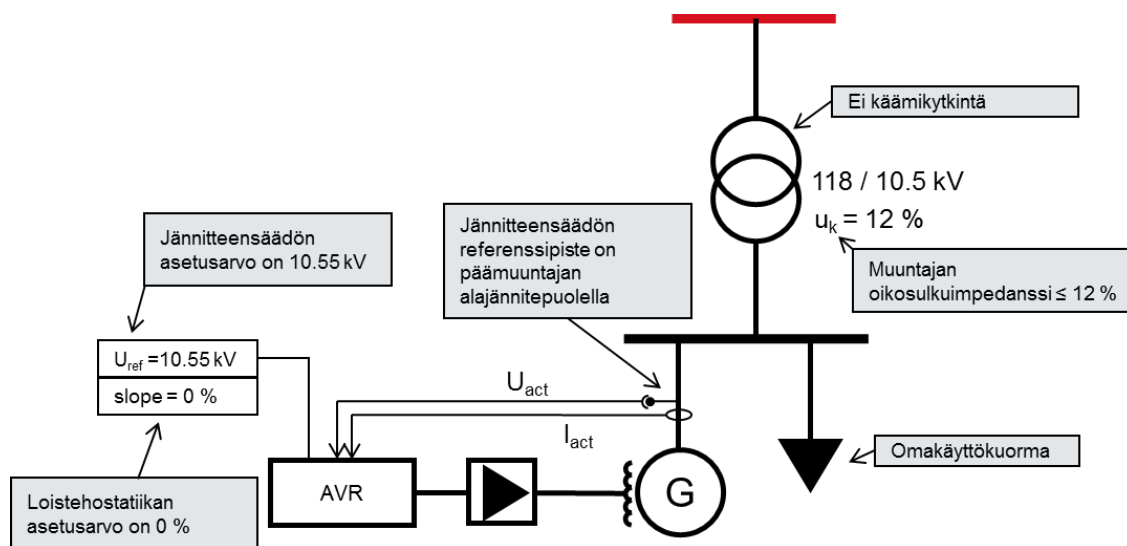 Ei käämikytkintä
118 / 10.5 kV
uk = 12 %
Muuntajan
oikosulkuimpedanssi ≤ 12 %
Jännitteensäädön
referenssipiste on
päämuuntajan
alajännitepuolella
Jännitteensäädön
asetusarvo on 10.55 kV
Uref =10.55 kV
slope = 0 %
Uact
Iact
Loistehostatiikan
asetusarvo on 0 %
AVR
G
Omakäyttökuorma